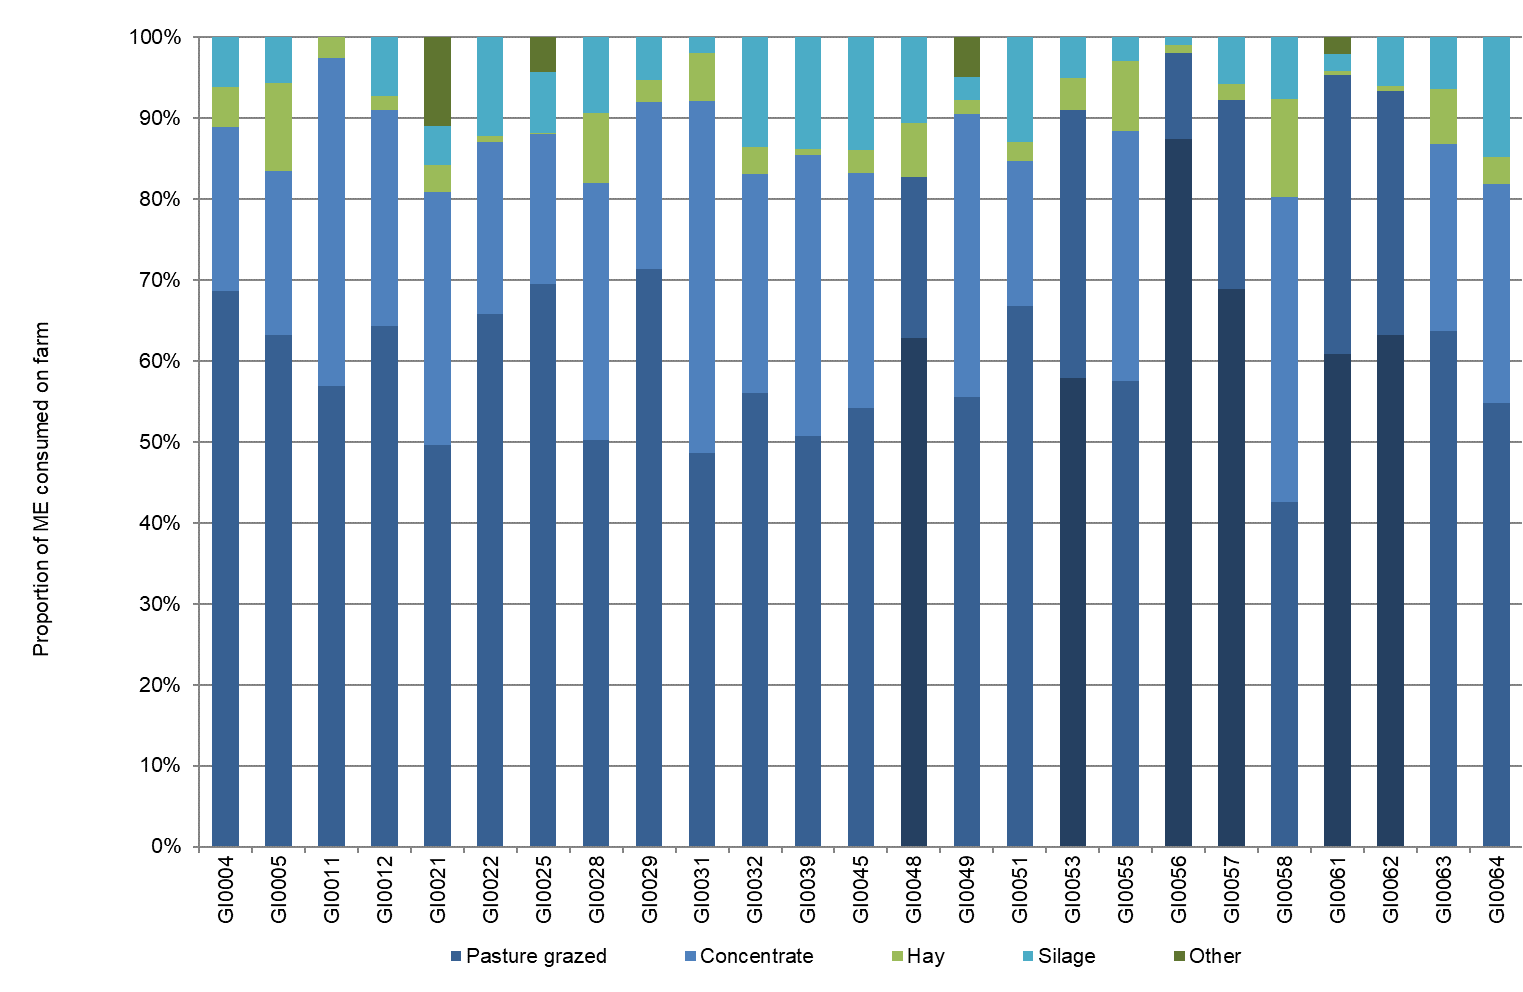 100%
90%
80%
70%
60%
50%
40%
30%
20%
10%
0%
Proportion of ME consumed on farm
GI0004
GI0005
GI0011
GI0012
GI0021
GI0022
GI0025
GI0028
GI0029
GI0031
GI0032
GI0039
GI0045
GI0048
GI0049
GI0051
GI0053
GI0055
GI0056
GI0057
GI0058
GI0061
GI0062
GI0063
GI0064
Pasture grazed Concentrate Hay Silage Other